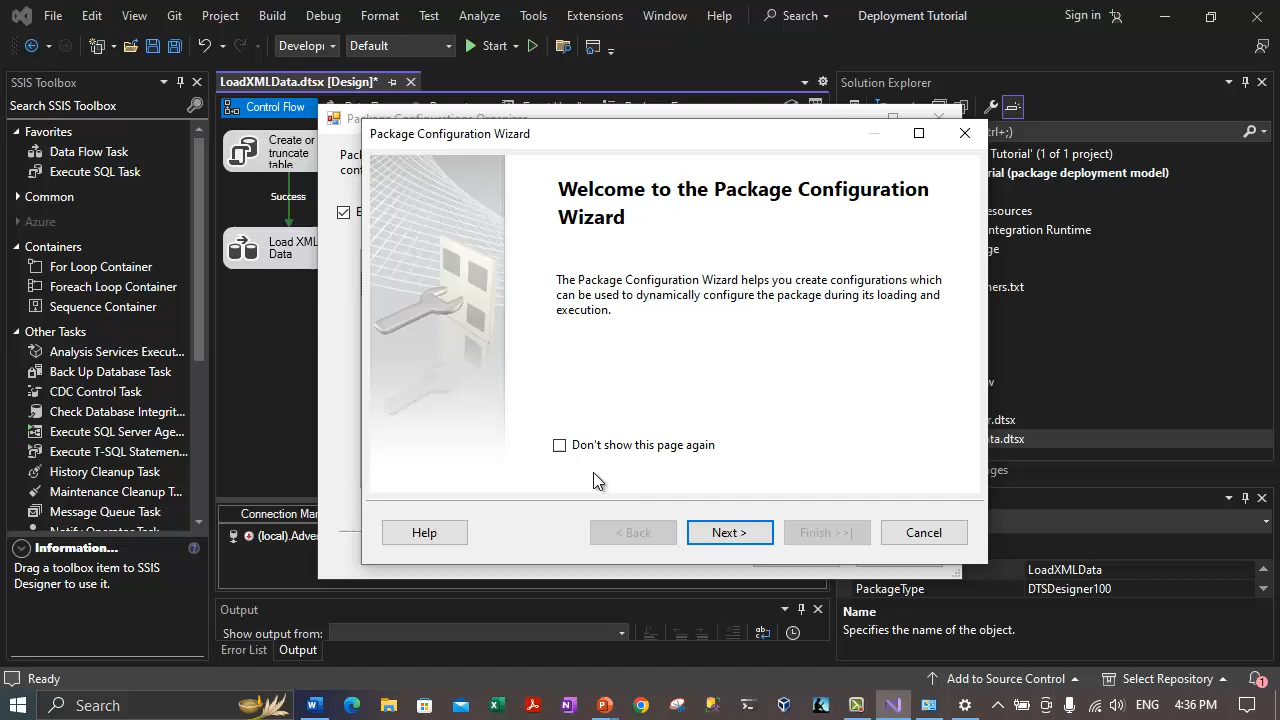 File Edit View Git Project Build Debug Format Test Analyze Tools Extensions Window Help Search Deployment Tutorial Sign in
Develop Default Start
SSIS Toolbox
Search SSIS Toolbox
Favorites
Data Flow Task
Execute SQL Task
Common
Azure
Containers
For Loop Container
Foreach Loop Container
Sequence Container
Other Tasks
Analysis Services Execut...
Back Up Database Task
CDC Control Task
Check Database Integrit...
Execute SQL Server Age...
Execute T-SQL Statemen...
History Cleanup Task
Maintenance Cleanup T...
Message Queue Task
Information...
Drag a toolbox item to SSIS
Designer to use it.
LoadXMLData.dtsx [Design]*
Control Flow
Create or
truncate
table
Success
Load XML
Data
Connection Man
(local).Adven
Package Configuration Wizard
Welcome to the Package Configuration
Wizard
The Package Configuration Wizard helps you create configurations which
can be used to dynamically configure the package during its loading and
execution.
Don't show this page again
Help < Back Next > Finish >>| Cancel
Output
Show output from:
Error List Output
Solution Explorer
Ctrl+;)
Tutorial' (1 of 1 project)
rial (package deployment model)
esources
ntegration Runtime
ge
ners.txt
w
r.dtsx
ata.dtsx
ages
LoadXMLData
PackageType DTSDesigner100
Name
Specifies the name of the object.
Ready Add to Source Control Select Repository 1
Search ENG 4:36 PM